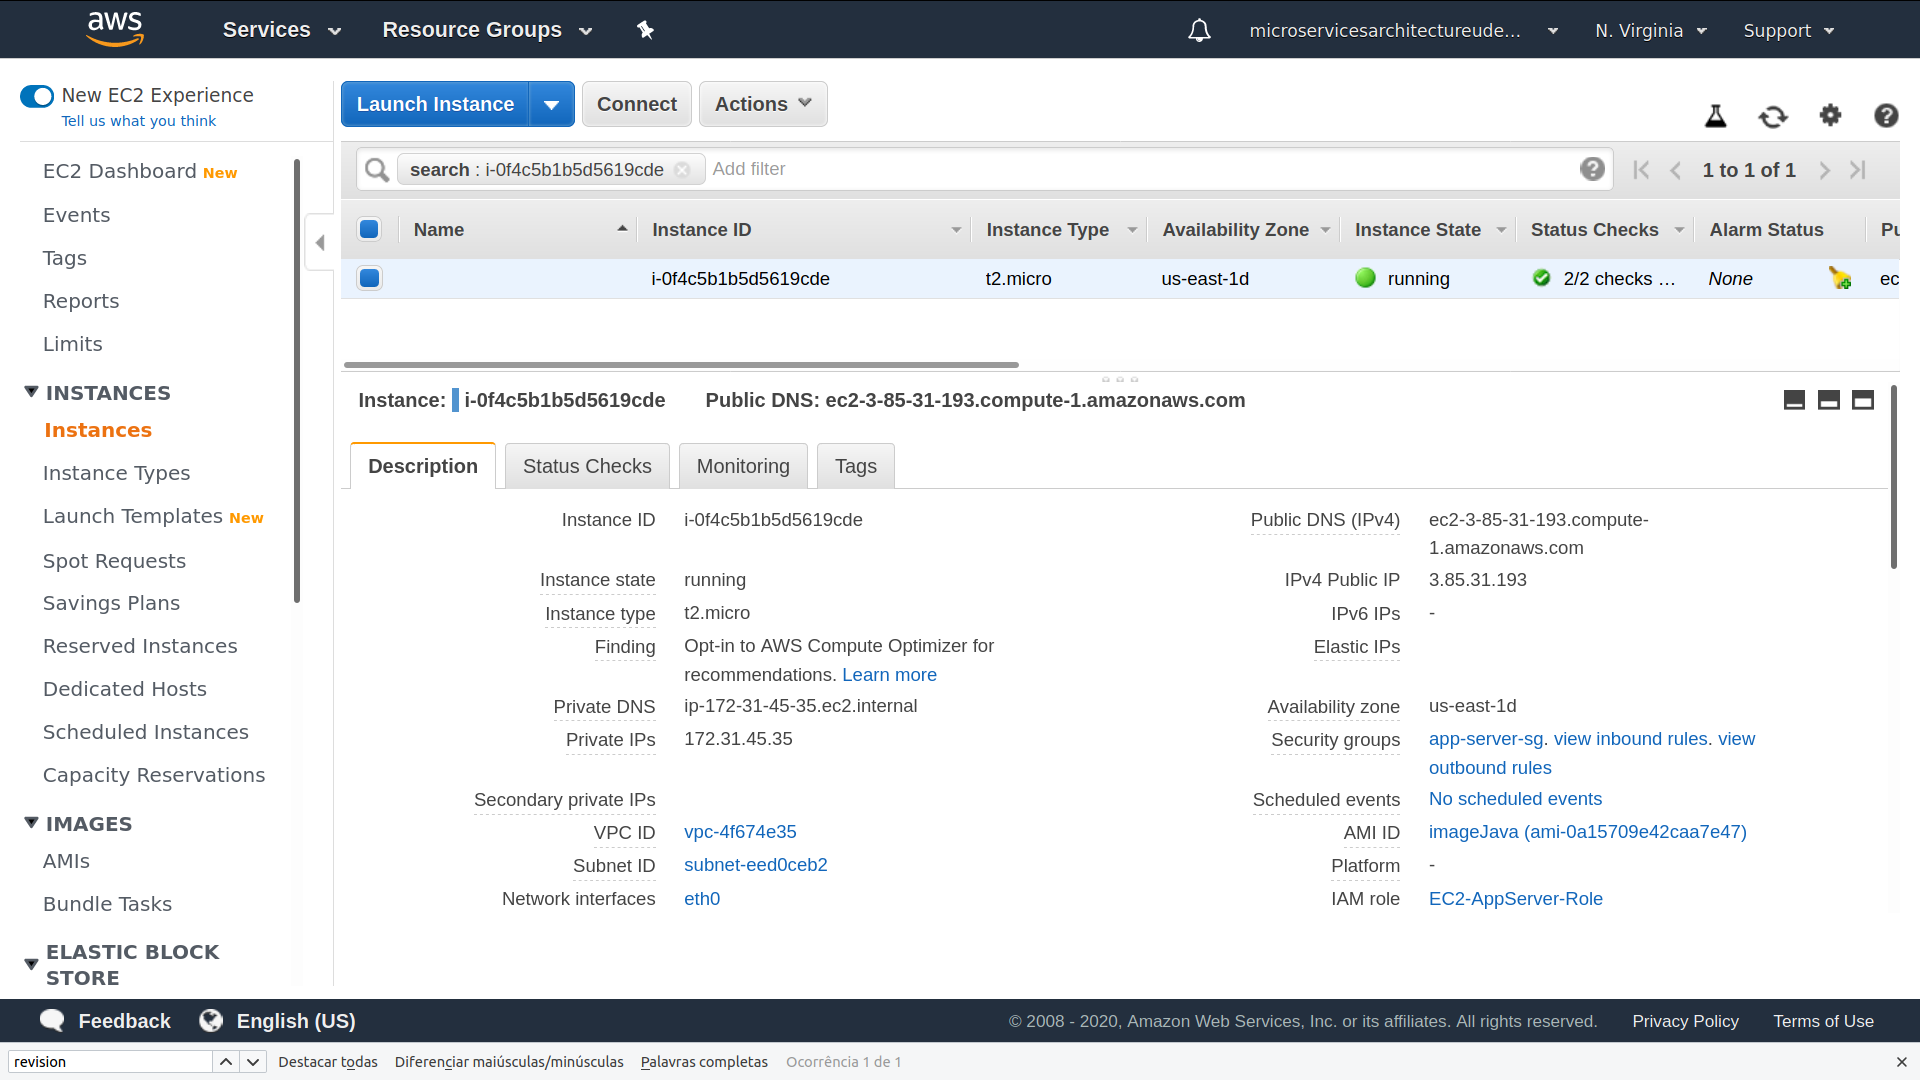 aws Services Resource Groups microservicesarchitectureude... N. Virginia Support
New EC2 Experience
Tell us what you think
EC2 Dashboard New
Events
Tags
Reports
Limits
INSTANCES
Instances
Instance Types
Launch Templates New
Spot Requests
Savings Plans
Reserved Instances
Dedicated Hosts
Scheduled Instances
Capacity Reservations
IMAGES
AMIs
Bundle Tasks
ELASTIC BLOCK
STORE
Launch Instance Connect Actions
search : i-0f4c5b1b5d5619cde Add filter 1 to 1 of 1
Name Instance ID Instance Type Availability Zone Instance State Status Checks Alarm Status Pu
i-0f4c5b1b5d5619cde t2.micro us-east-1d running 2/2 checks ... None ec
Instance: i-0f4c5b1b5d5619cde Public DNS: ec2-3-85-31-193.compute-1.amazonaws.com
Description Status Checks Monitoring Tags
Instance ID i-0f4c5b1b5d5619cde Public DNS (IPv4) ec2-3-85-31-193.compute-
1.amazonaws.com
Instance state running IPv4 Public IP 3.85.31.193
Instance type t2.micro IPv6 IPs -
Finding Opt-in to AWS Compute Optimizer for Elastic IPs
recommendations. Learn more
Private DNS ip-172-31-45-35.ec2.internal Availability zone us-east-1d
Private IPs 172.31.45.35 Security groups app-server-sg. view inbound rules. view
outbound rules
Secondary private IPs Scheduled events No scheduled events
VPC ID vpc-4f674e35 AMI ID imageJava (ami-0a15709e42caa7e47)
Subnet ID subnet-eed0ceb2 Platform -
Network interfaces eth0 IAM role EC2-AppServer-Role
Feedback English (US) © 2008 - 2020, Amazon Web Services, Inc. or its affiliates. All rights reserved. Privacy Policy Terms of Use
revision Destacar todas Diferenciar maiúsculas/minúsculas Palavras completas Ocorrência 1 de 1